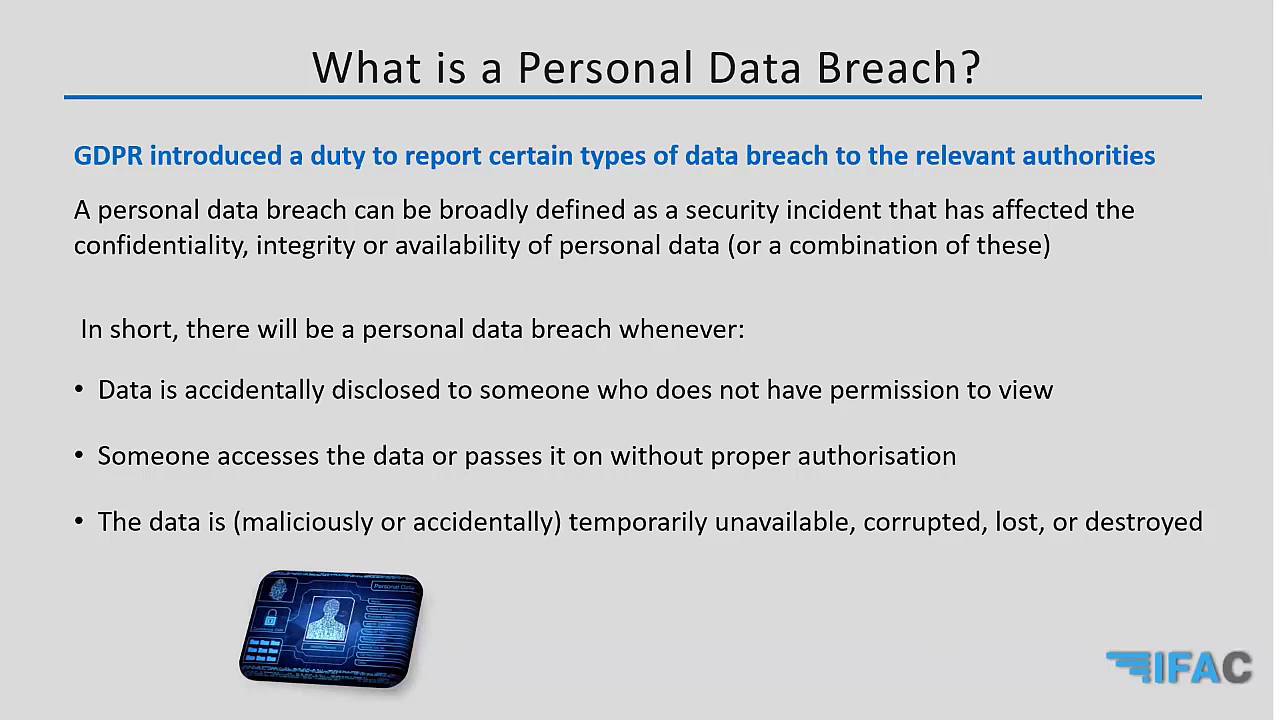 What is a Personal Data Breach?
GDPR introduced a duty to report certain types of data breach to the relevant authorities
A personal data breach can be broadly defined as a security incident that has affected the
confidentiality, integrity or availability of personal data (or a combination of these)
In short, there will be a personal data breach whenever:
• Data is accidentally disclosed to someone who does not have permission to view
• Someone accesses the data or passes it on without proper authorisation
• The data is (maliciously or accidentally) temporarily unavailable, corrupted, lost, or destroyed
Personal Data
IFAC